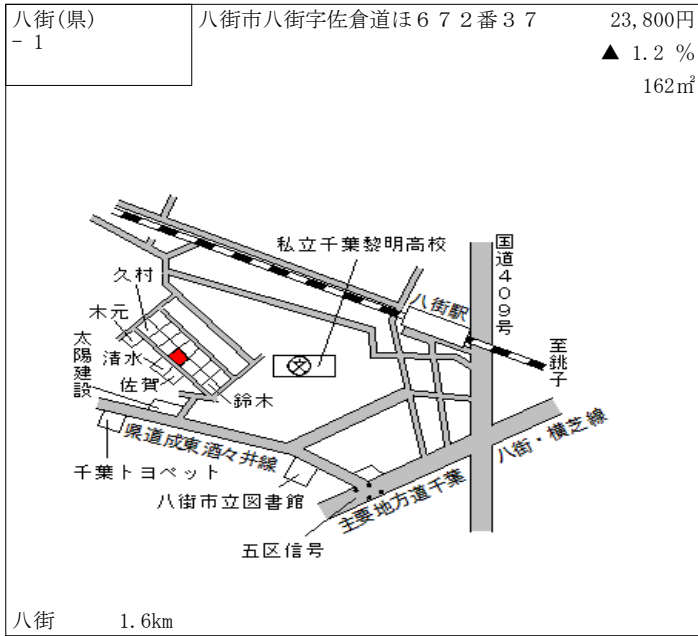 八街(県)
－ 1
八街市八街字佐倉道ほ６７２番３７
23,800円
▲ 1.2 %
162㎡
私立千葉黎明高校
国道４０９号
久村
八街駅
木元
至銚子
太陽建設
清水
佐賀
鈴木
県道成東酒々井線
八街・横芝線
千葉トヨペット
八街市立図書館
主要地方道千葉
五区信号
八街　　1.6km